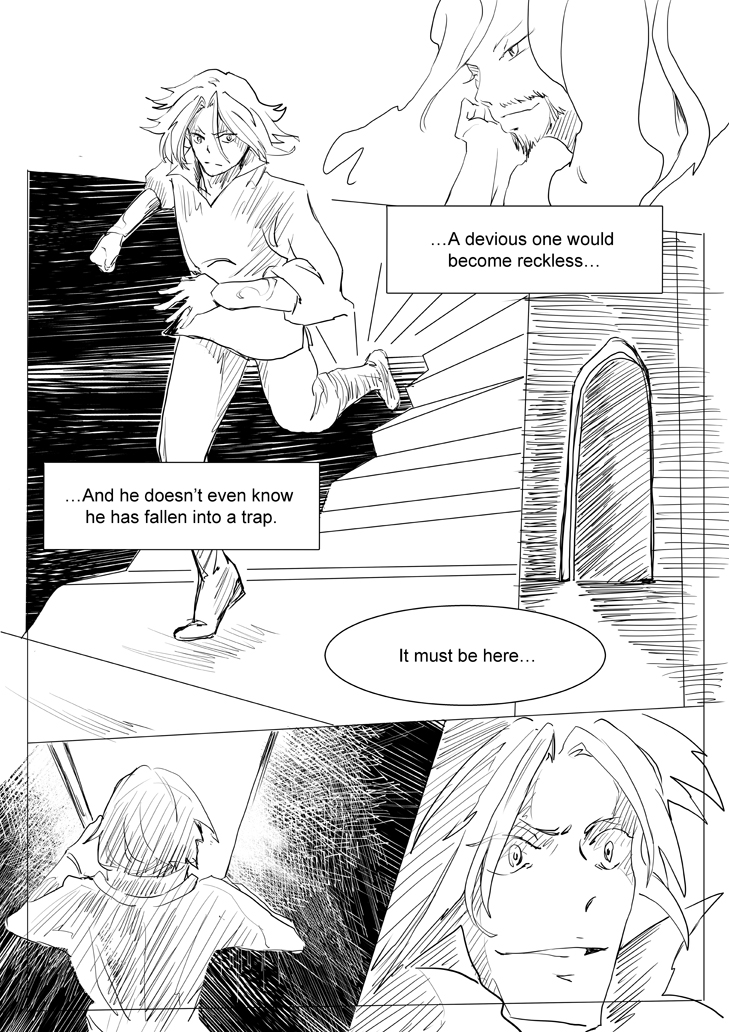 …A devious one would
become reckless…
…And he doesn’t even know
he has fallen into a trap.
It must be here…